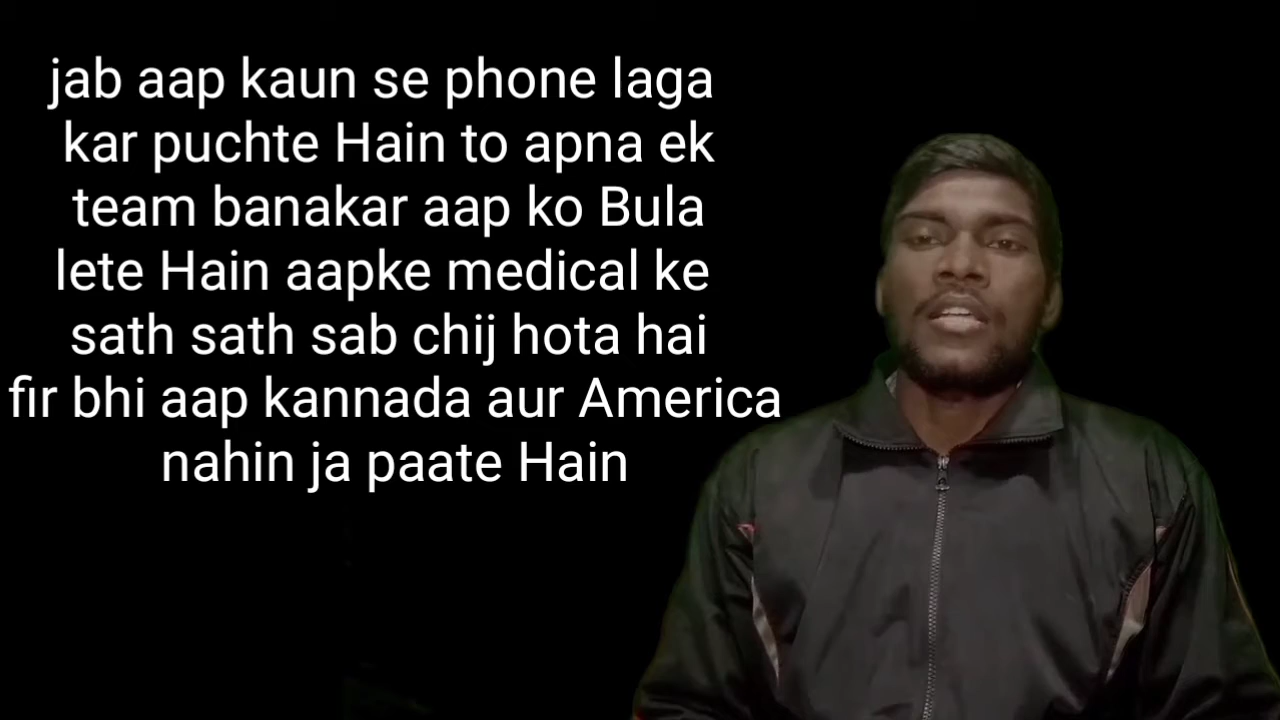 jab aap kaun se phone laga
kar puchte Hain to apna ek
team banakar aap ko Bula
lete Hain aapke medical ke
sath sath sab chij hota hai
fir bhi aap kannada aur America
nahin ja paate Hain